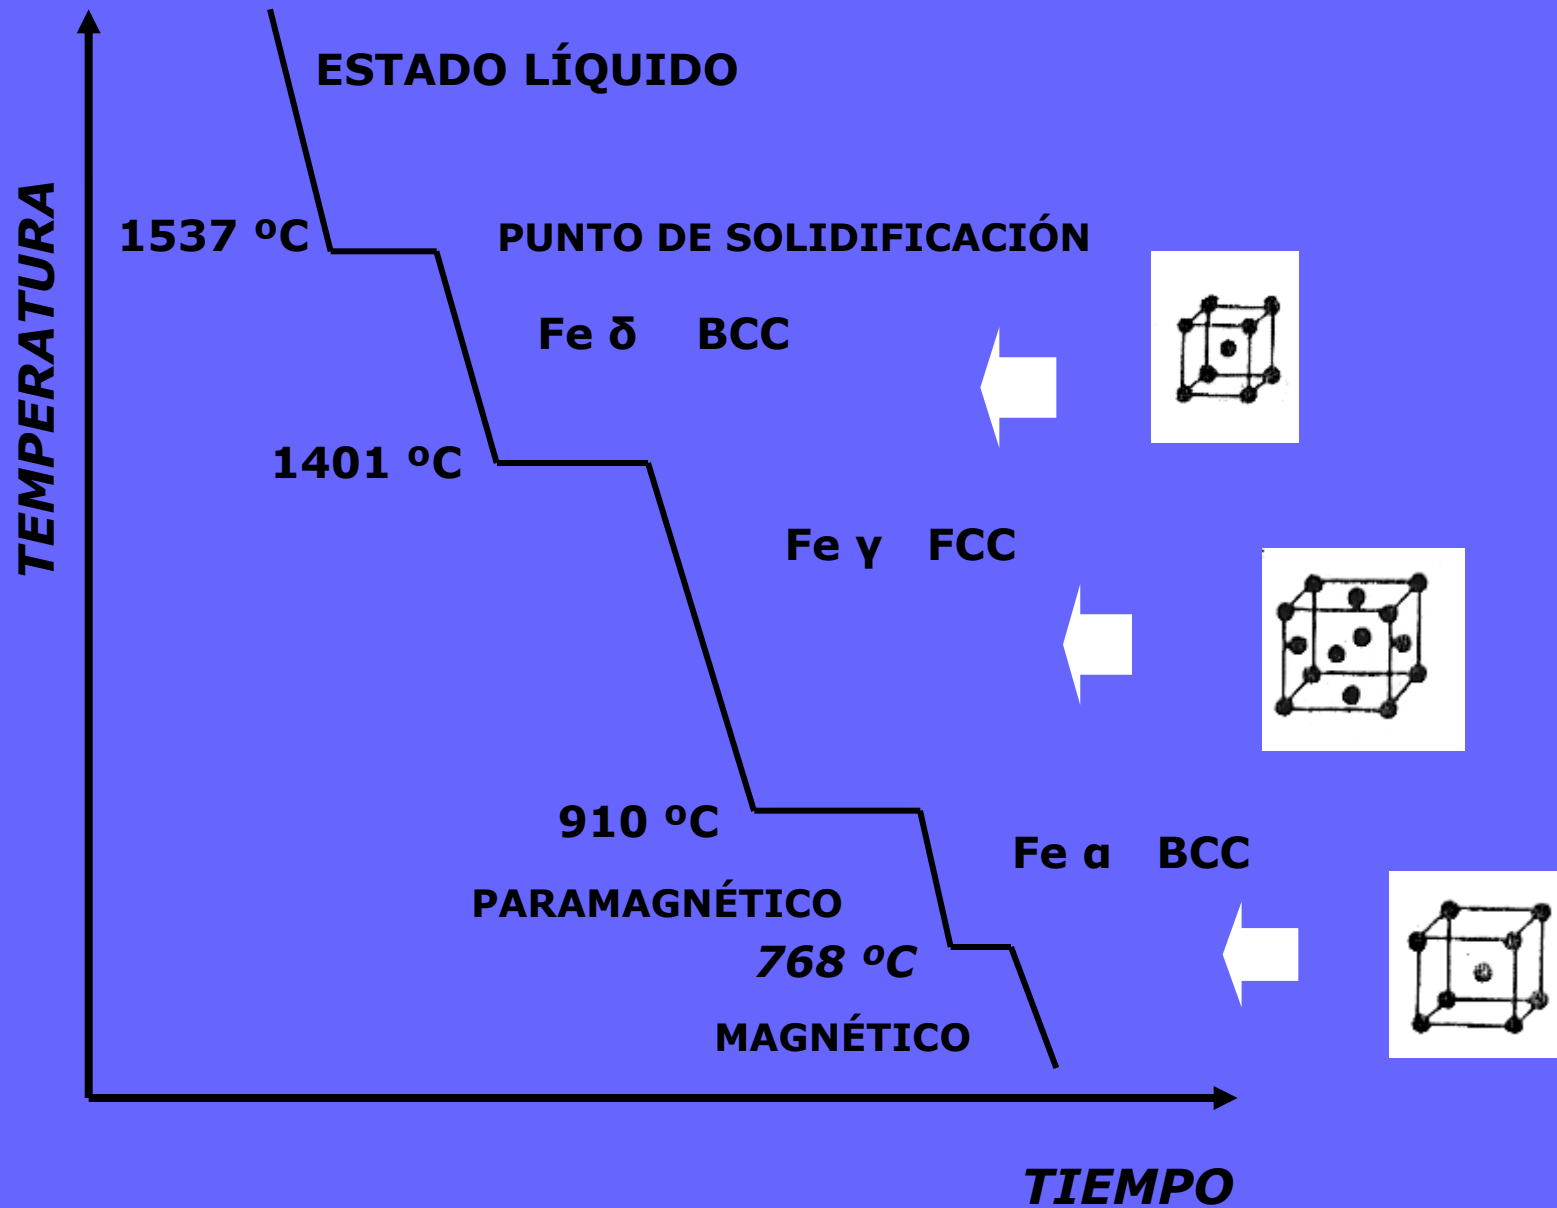 ESTADO LÍQUIDO
TEMPERATURA
1537 ºC
PUNTO DE SOLIDIFICACIÓN
Fe δ BCC
1401 ºC
Fe γ FCC
910 ºC
Fe α BCC
PARAMAGNÉTICO
768 ºC
MAGNÉTICO
TIEMPO